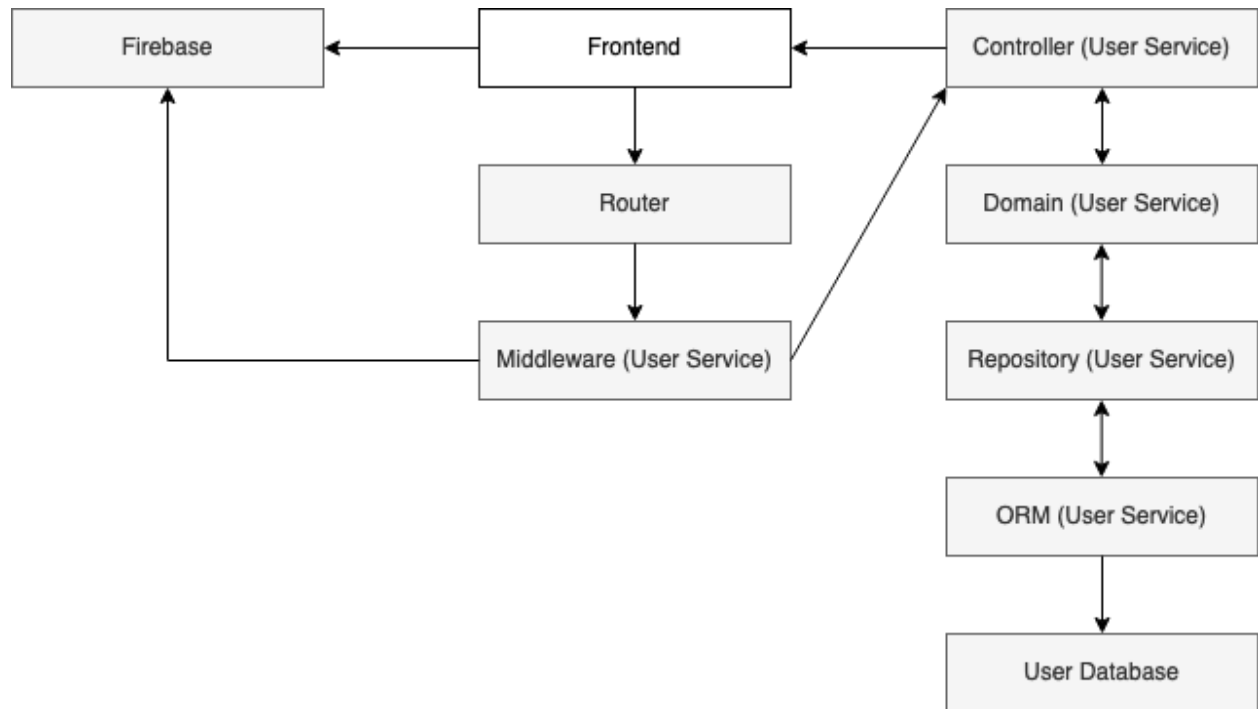 Firebase
Frontend
Controller (User Service)
Router
Domain (User Service)
Middleware (User Service)
Repository (User Service)
ORM (User Service)
User Database